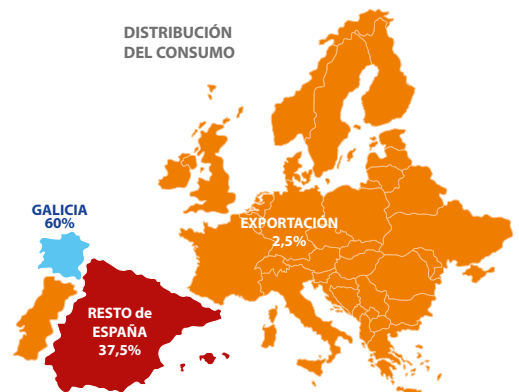 DISTRIBUCIÓN
DEL CONSUMO
GALICIA
60%
EXPORTACIÓN
2,5%
RESTO de
ESPAÑA
37,5%